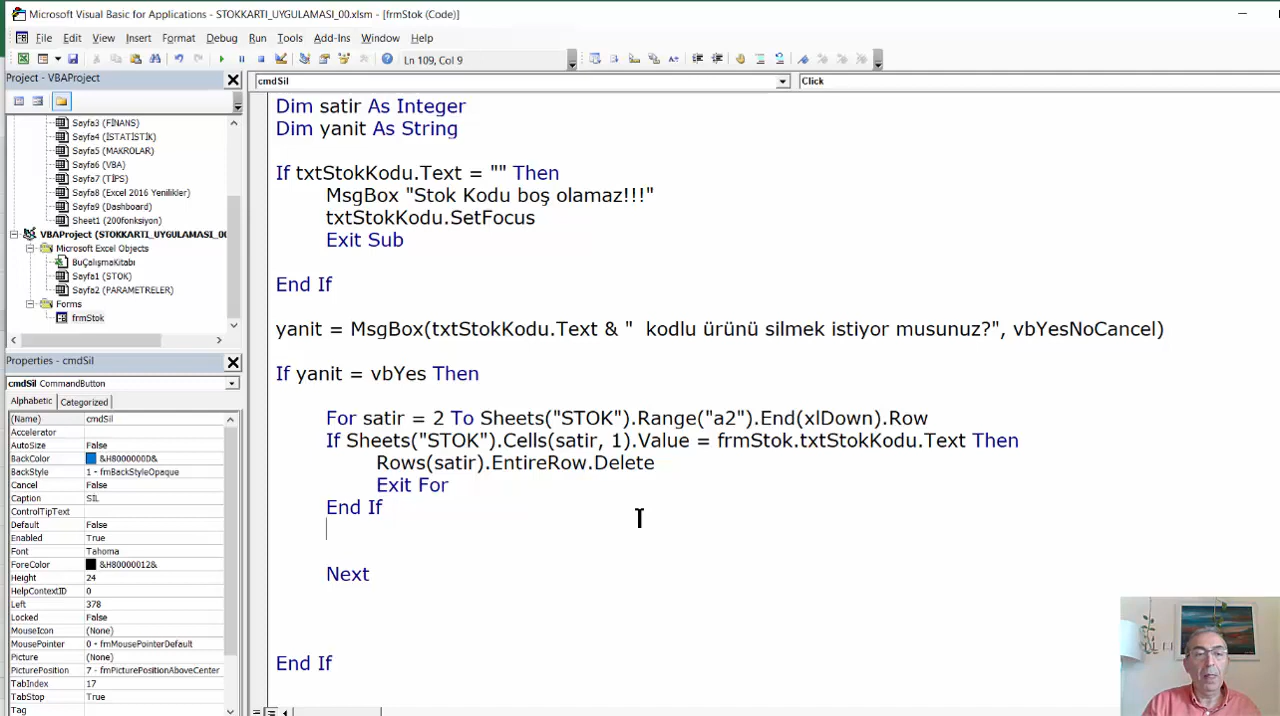 Microsoft Visual Basic for Applications - STOKKARTI_UYGULAMASI_00.xlsm - [frmStok (Code)]
File Edit View Insert Format Debug Run Tools Add-Ins Window Help
Ln 109, Col 9
Project - VBAProject
Sayfa3 (FİNANS)
Sayfa4 (İSTATİSTİK)
Sayfa5 (MAKROLAR)
Sayfa6 (VBA)
Sayfa7 (TİPS)
Sayfa8 (Excel 2016 Yenilikler)
Sayfa9 (Dashboard)
Sheet1 (200fonksiyon)
VBAProject (STOKKARTI_UYGULAMASI_00
Microsoft Excel Objects
BuÇalışmaKitabı
Sayfa1 (STOK)
Sayfa2 (PARAMETRELER)
Forms
frmStok
Properties - cmdSil
cmdSil CommandButton
Alphabetic Categorized
(Name) cmdSil
Accelerator
AutoSize False
BackColor &H8000000D&
BackStyle 1 - fmBackStyleOpaque
Cancel False
Caption SIL
ControlTipText
Default False
Enabled True
Font Tahoma
ForeColor &H80000012&
Height 24
HelpContextID 0
Left 378
Locked False
MouseIcon (None)
MousePointer 0 - fmMousePointerDefault
Picture (None)
PicturePosition 7 - fmPicturePositionAboveCenter
TabIndex 17
TabStop True
Tag
cmdSil Click
Dim satir As Integer
Dim yanit As String
If txtStokKodu.Text = "" Then
MsgBox "Stok Kodu boş olamaz!!!"
txtStokKodu.SetFocus
Exit Sub
End If
yanit = MsgBox(txtStokKodu.Text & "  kodlu ürünü silmek istiyor musunuz?", vbYesNoCancel)
If yanit = vbYes Then
For satir = 2 To Sheets("STOK").Range("a2").End(xlDown).Row
If Sheets("STOK").Cells(satir, 1).Value = frmStok.txtStokKodu.Text Then
Rows(satir).EntireRow.Delete
Exit For
End If
Next
End If